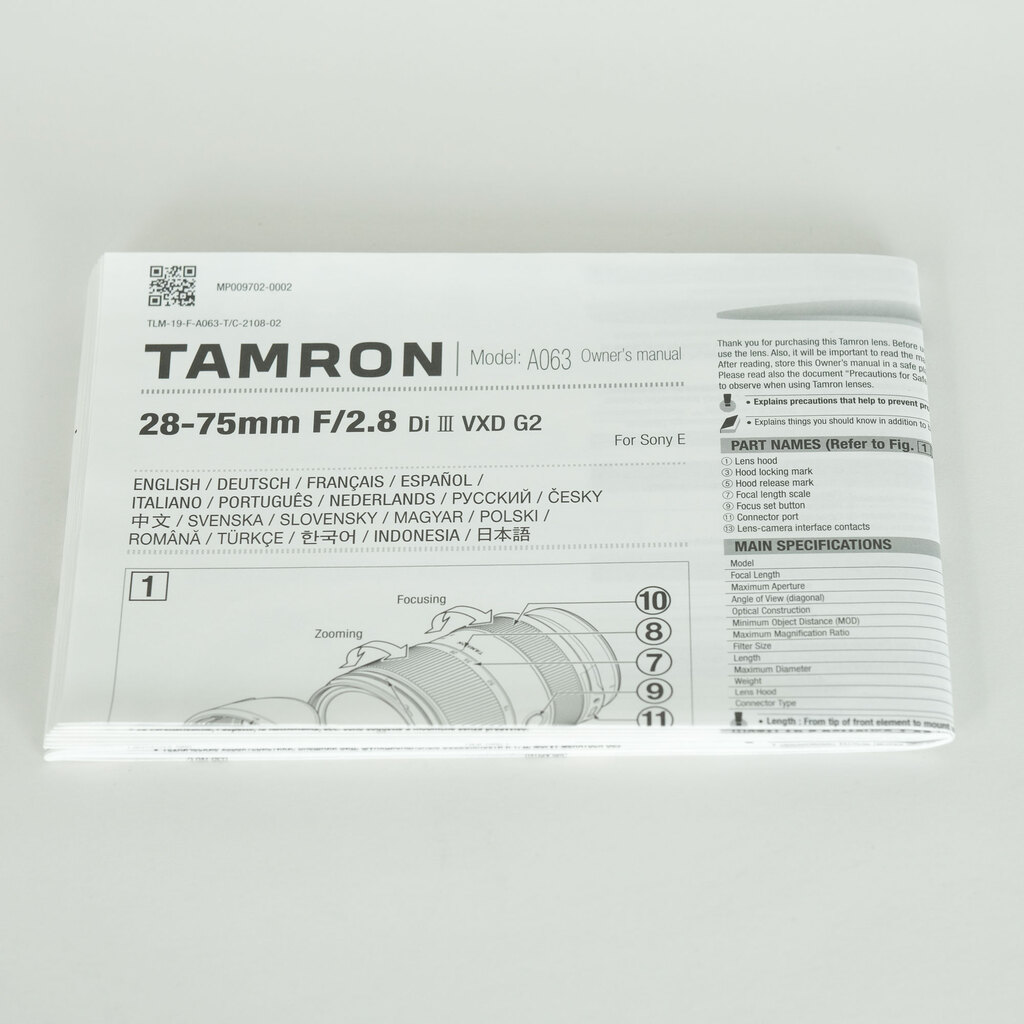 MP009702-0002
TLM-19-F-A063-T/C-2108-02
TAMRON Model: A063 Owner's manual
28-75mm F/2.8 Di III VXD G2
For Sony E
ENGLISH / DEUTSCH / FRANÇAIS / ESPAÑOL /
ITALIANO / PORTUGUÊS / NEDERLANDS / РУССКИЙ / ČESKY
中文 / SVENSKA / SLOVENSKY / MAGYAR / POLSKI /
ROMÂNĂ / TÜRKÇE / 한국어 / INDONESIA / 日本語
1
Focusing
Zooming
TAMRON
10
8
7
9
11
Thank you for purchasing this Tamron lens. Before
use the lens. Also, it will be important to read the
After reading, store this Owner's manual in a safe
Please read also the document "Precautions for
to observe when using Tamron lenses.
• Explains precautions that help to prevent
• Explains things you should know in addition to
PART NAMES (Refer to Fig. 1
① Lens hood
③ Hood locking mark
⑤ Hood release mark
⑦ Focal length scale
⑨ Focus set button
⑪ Connector port
⑬ Lens-camera interface contacts
MAIN SPECIFICATIONS
Model
Focal Length
Maximum Aperture
Angle of View (diagonal)
Optical Construction
Minimum Object Distance (MOD)
Maximum Magnification Ratio
Filter Size
Length
Maximum Diameter
Weight
Lens Hood
Connector Type
• Length : From tip of front element to mount